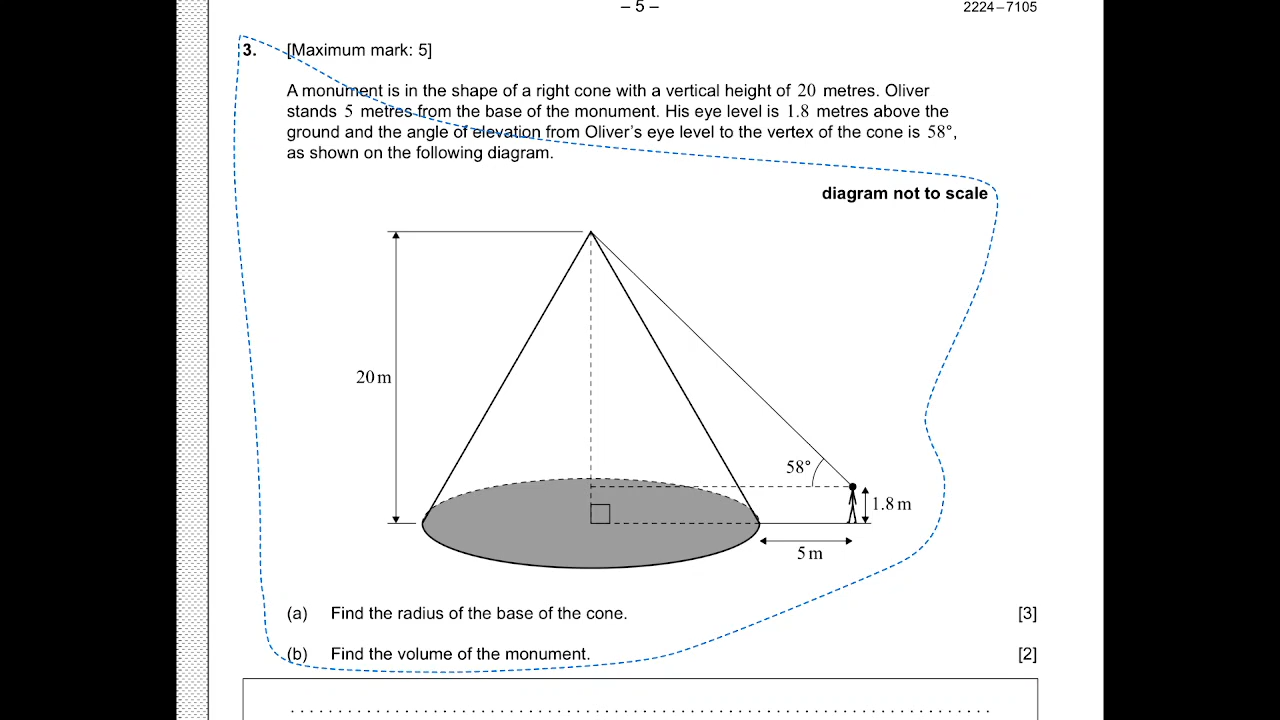 – 5 –
2224 – 7105
3. [Maximum mark: 5]
A monument is in the shape of a right cone with a vertical height of 20 metres. Oliver
stands 5 metres from the base of the monument. His eye level is 1.8 metres above the
ground and the angle of elevation from Oliver's eye level to the vertex of the cone is 58°,
as shown on the following diagram.
diagram not to scale
20 m
58°
1.8 m
5 m
(a) Find the radius of the base of the cone. [3]
(b) Find the volume of the monument. [2]